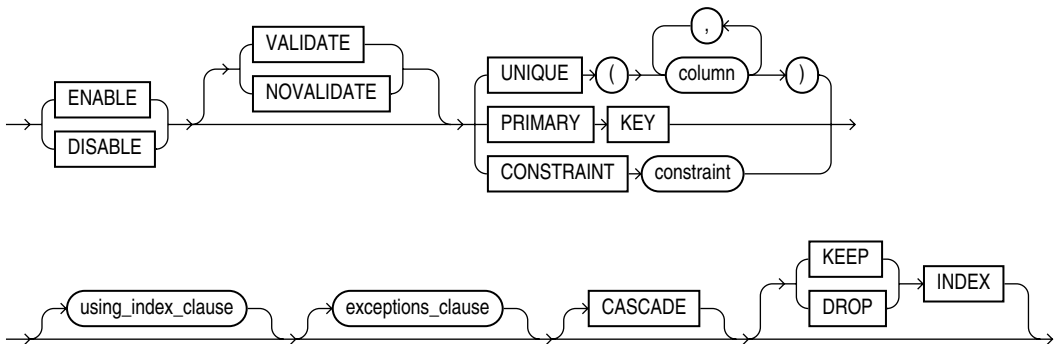 ,
VALIDATE
UNIQUE ( column )
ENABLE
NOVALIDATE
PRIMARY KEY
DISABLE
CONSTRAINT constraint
KEEP
using_index_clause exceptions_clause CASCADE DROP INDEX